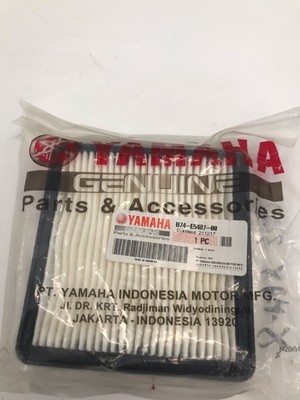 YAMAHA
GENUINE
Parts & Accessories
YAMAHA
Parts & Accessories
B74-E5407-00
1 PC
PT. YAMAHA INDONESIA MOTOR MFG.
Jl. DR. KRT. Radjiman Widyodiningrat
JAKARTA - INDONESIA 13920